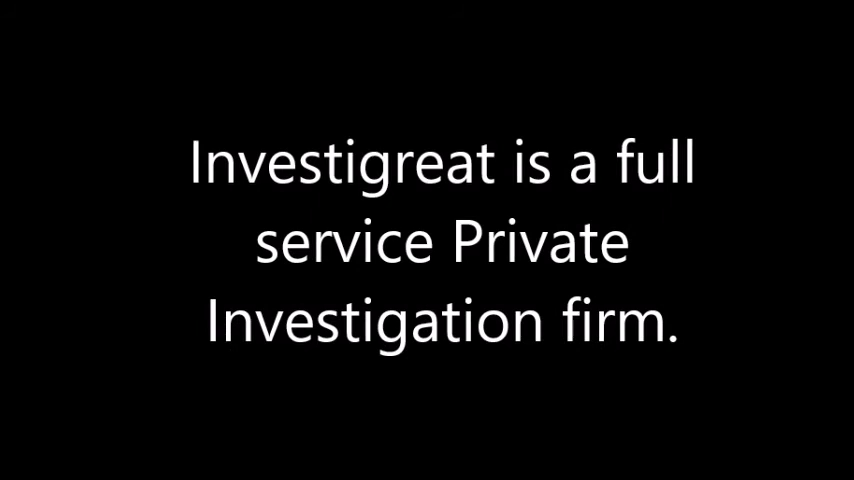 Investigreat is a full
service Private
Investigation firm.